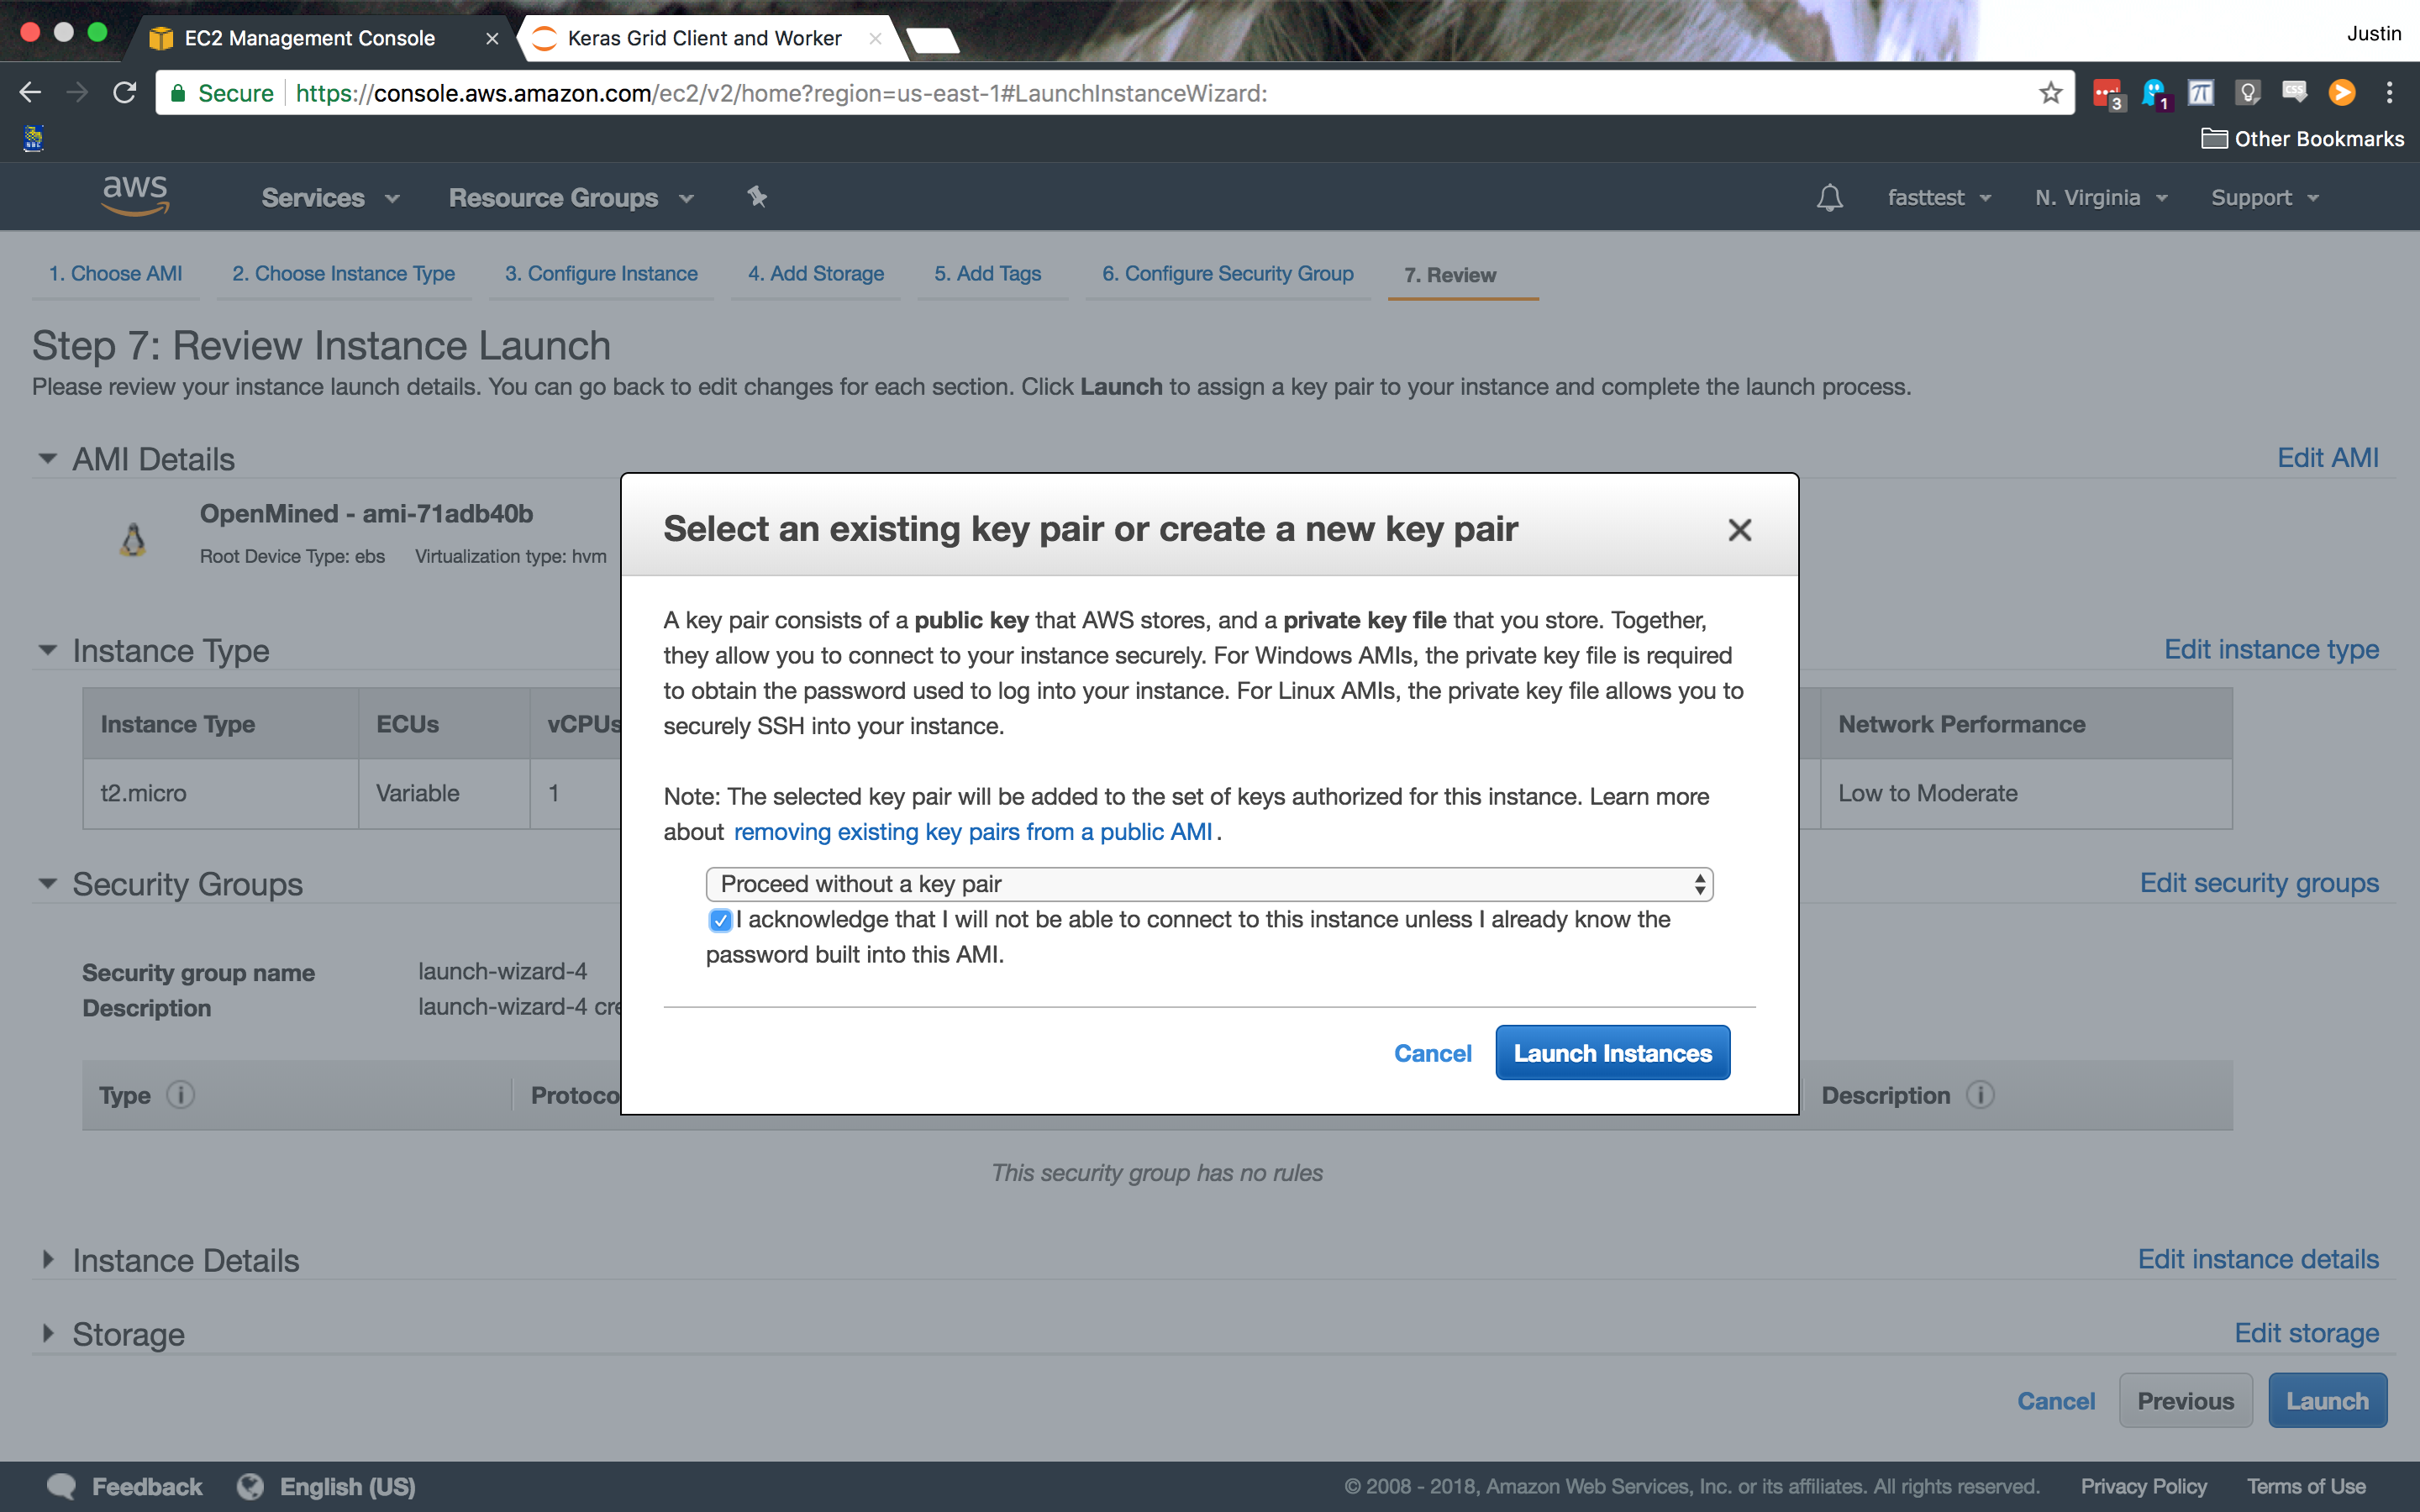 EC2 Management Console
Keras Grid Client and Worker
Justin
Secure
https://console.aws.amazon.com/ec2/v2/home?region=us-east-1#LaunchInstanceWizard:
3
1
CSS
Other Bookmarks
aws
Services
Resource Groups
fasttest
N. Virginia
Support
1. Choose AMI
2. Choose Instance Type
3. Configure Instance
4. Add Storage
5. Add Tags
6. Configure Security Group
7. Review
Step 7: Review Instance Launch
Please review your instance launch details. You can go back to edit changes for each section. Click Launch to assign a key pair to your instance and complete the launch process.
AMI Details
Edit AMI
OpenMined - ami-71adb40b
Root Device Type: ebs Virtualization type: hvm
Select an existing key pair or create a new key pair
A key pair consists of a public key that AWS stores, and a private key file that you store. Together,
they allow you to connect to your instance securely. For Windows AMIs, the private key file is required
to obtain the password used to log into your instance. For Linux AMIs, the private key file allows you to
securely SSH into your instance.
Note: The selected key pair will be added to the set of keys authorized for this instance. Learn more
about removing existing key pairs from a public AMI .
Proceed without a key pair
I acknowledge that I will not be able to connect to this instance unless I already know the
password built into this AMI.
Cancel
Launch Instances
Instance Type
Edit instance type
Instance Type
ECUs
vCPUs
Network Performance
t2.micro
Variable
1
Low to Moderate
Security Groups
Edit security groups
Security group name
launch-wizard-4
Description
launch-wizard-4 cre
Type
Protoco
Description
This security group has no rules
Instance Details
Edit instance details
Storage
Edit storage
Cancel
Previous
Launch
Feedback
English (US)
© 2008 - 2018, Amazon Web Services, Inc. or its affiliates. All rights reserved.
Privacy Policy
Terms of Use